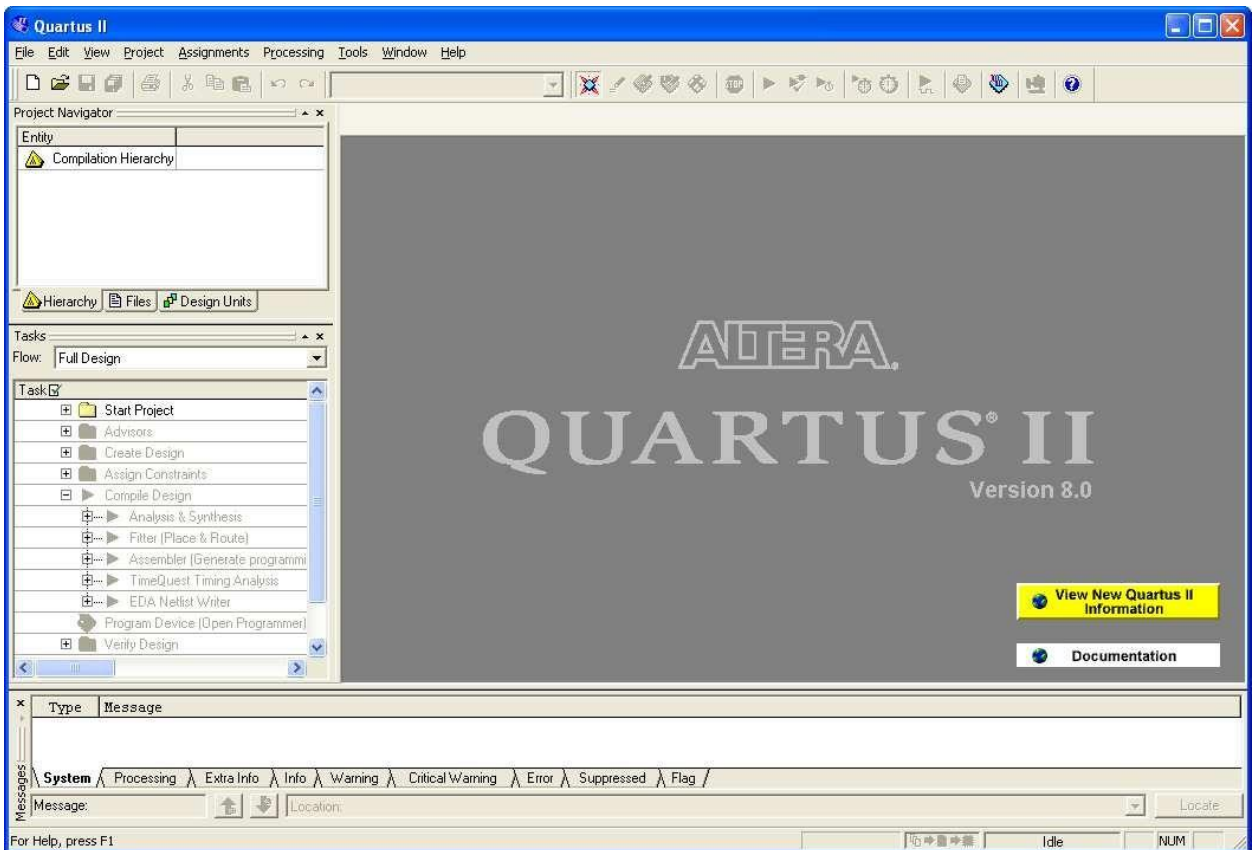 Quartus II
File Edit View Project Assignments Processing Tools Window Help
Project Navigator
Entity
Compilation Hierarchy
Hierarchy Files Design Units
Tasks
Flow: Full Design
Task
Start Project
Advisors
Create Design
Assign Constraints
Compile Design
Analysis & Synthesis
Fitter (Place & Route)
Assembler (Generate programmi
TimeQuest Timing Analysis
EDA Netlist Writer
Program Device (Open Programmer)
Verify Design
ALTERA.
QUARTUS® II
Version 8.0
View New Quartus II
Information
Documentation
Type Message
System Processing Extra Info Info Warning Critical Warning Error Suppressed Flag
Messages
Message: Location: Locate
For Help, press F1 Idle NUM